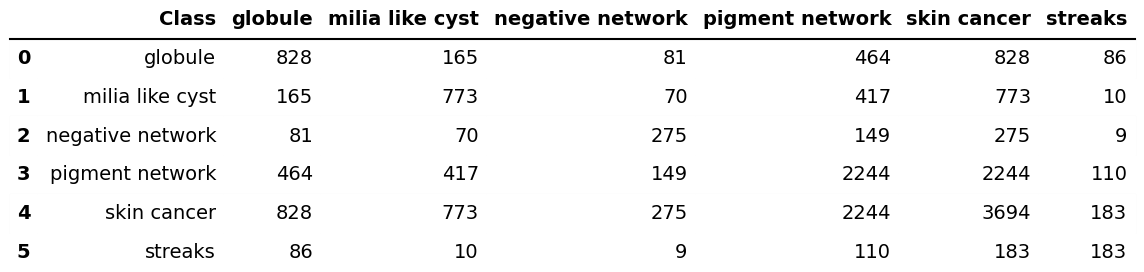 Class globule milia like cyst negative network pigment network skin cancer streaks
0 globule 828 165 81 464 828 86
1 milia like cyst 165 773 70 417 773 10
2 negative network 81 70 275 149 275 9
3 pigment network 464 417 149 2244 2244 110
4 skin cancer 828 773 275 2244 3694 183
5 streaks 86 10 9 110 183 183